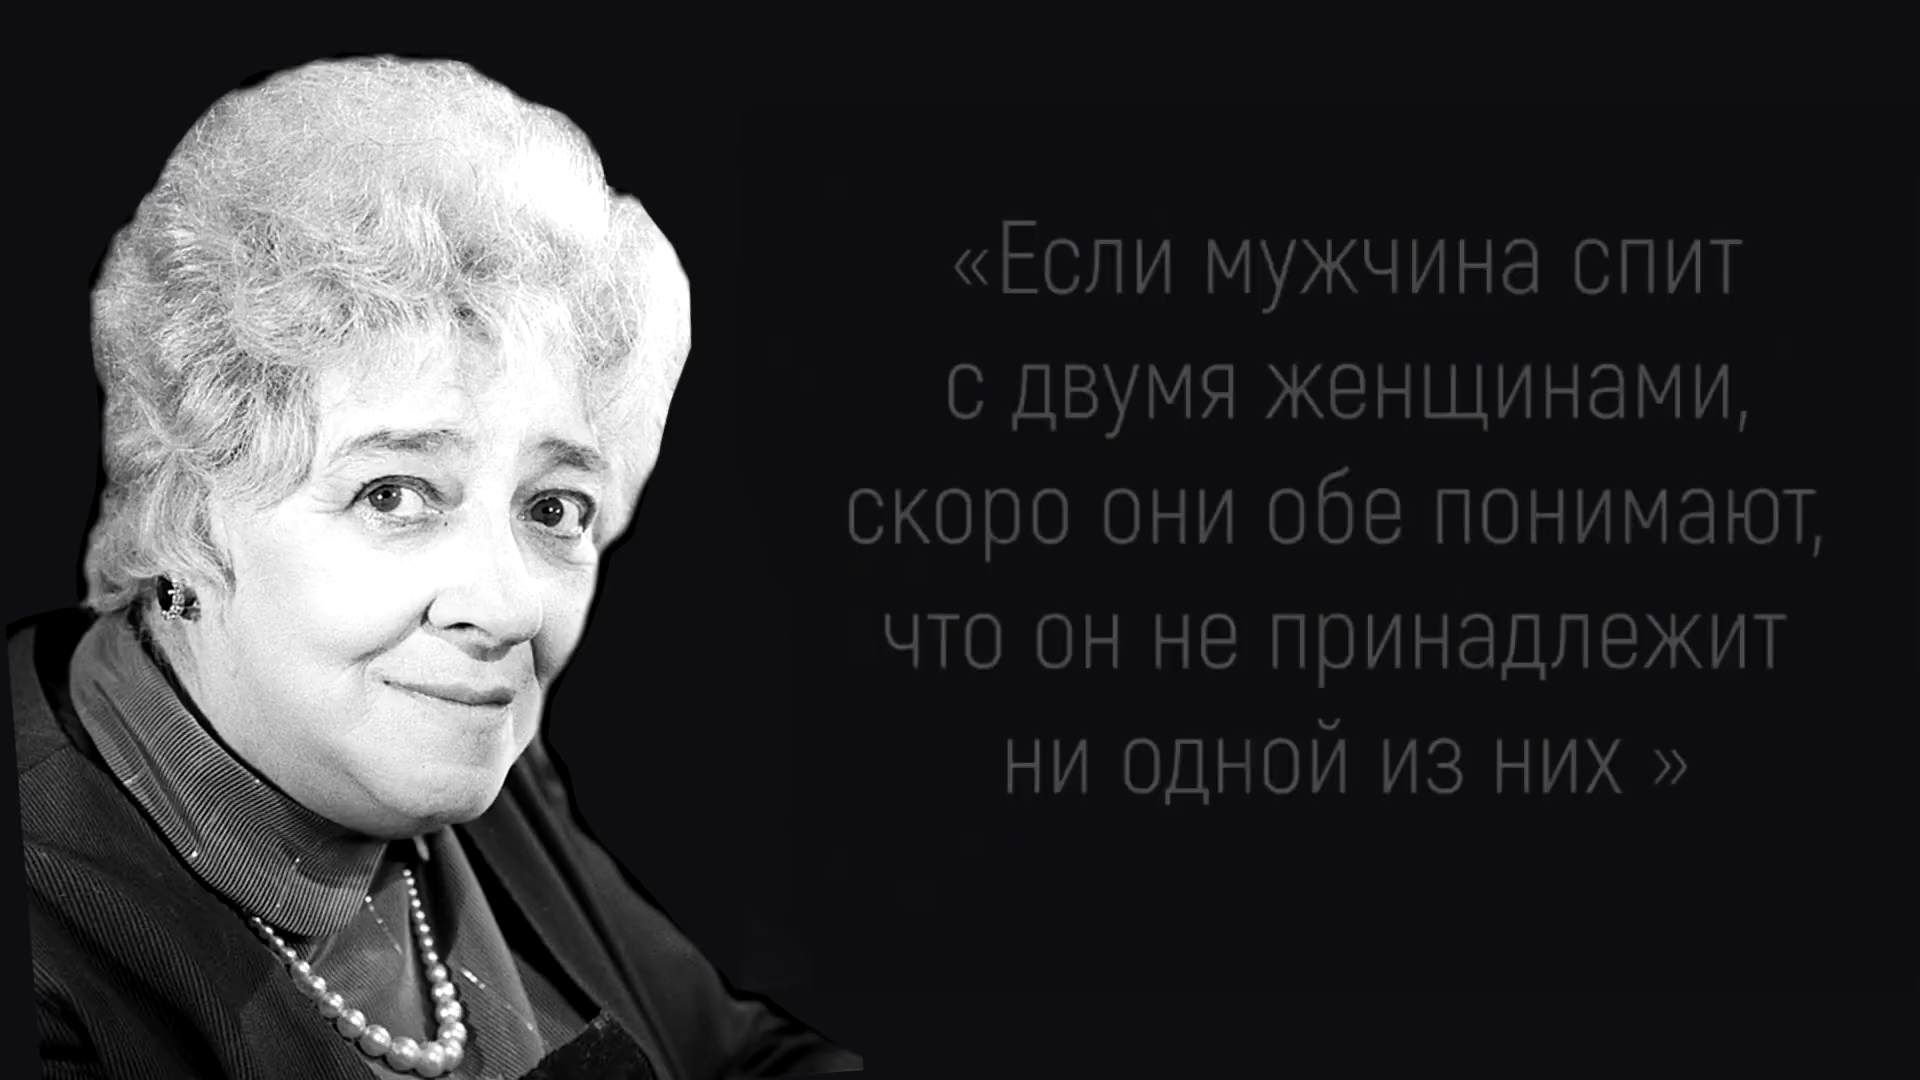 «Если мужчина спит
с двумя женщинами,
скоро они обе понимают,
что он не принадлежит
ни одной из них »